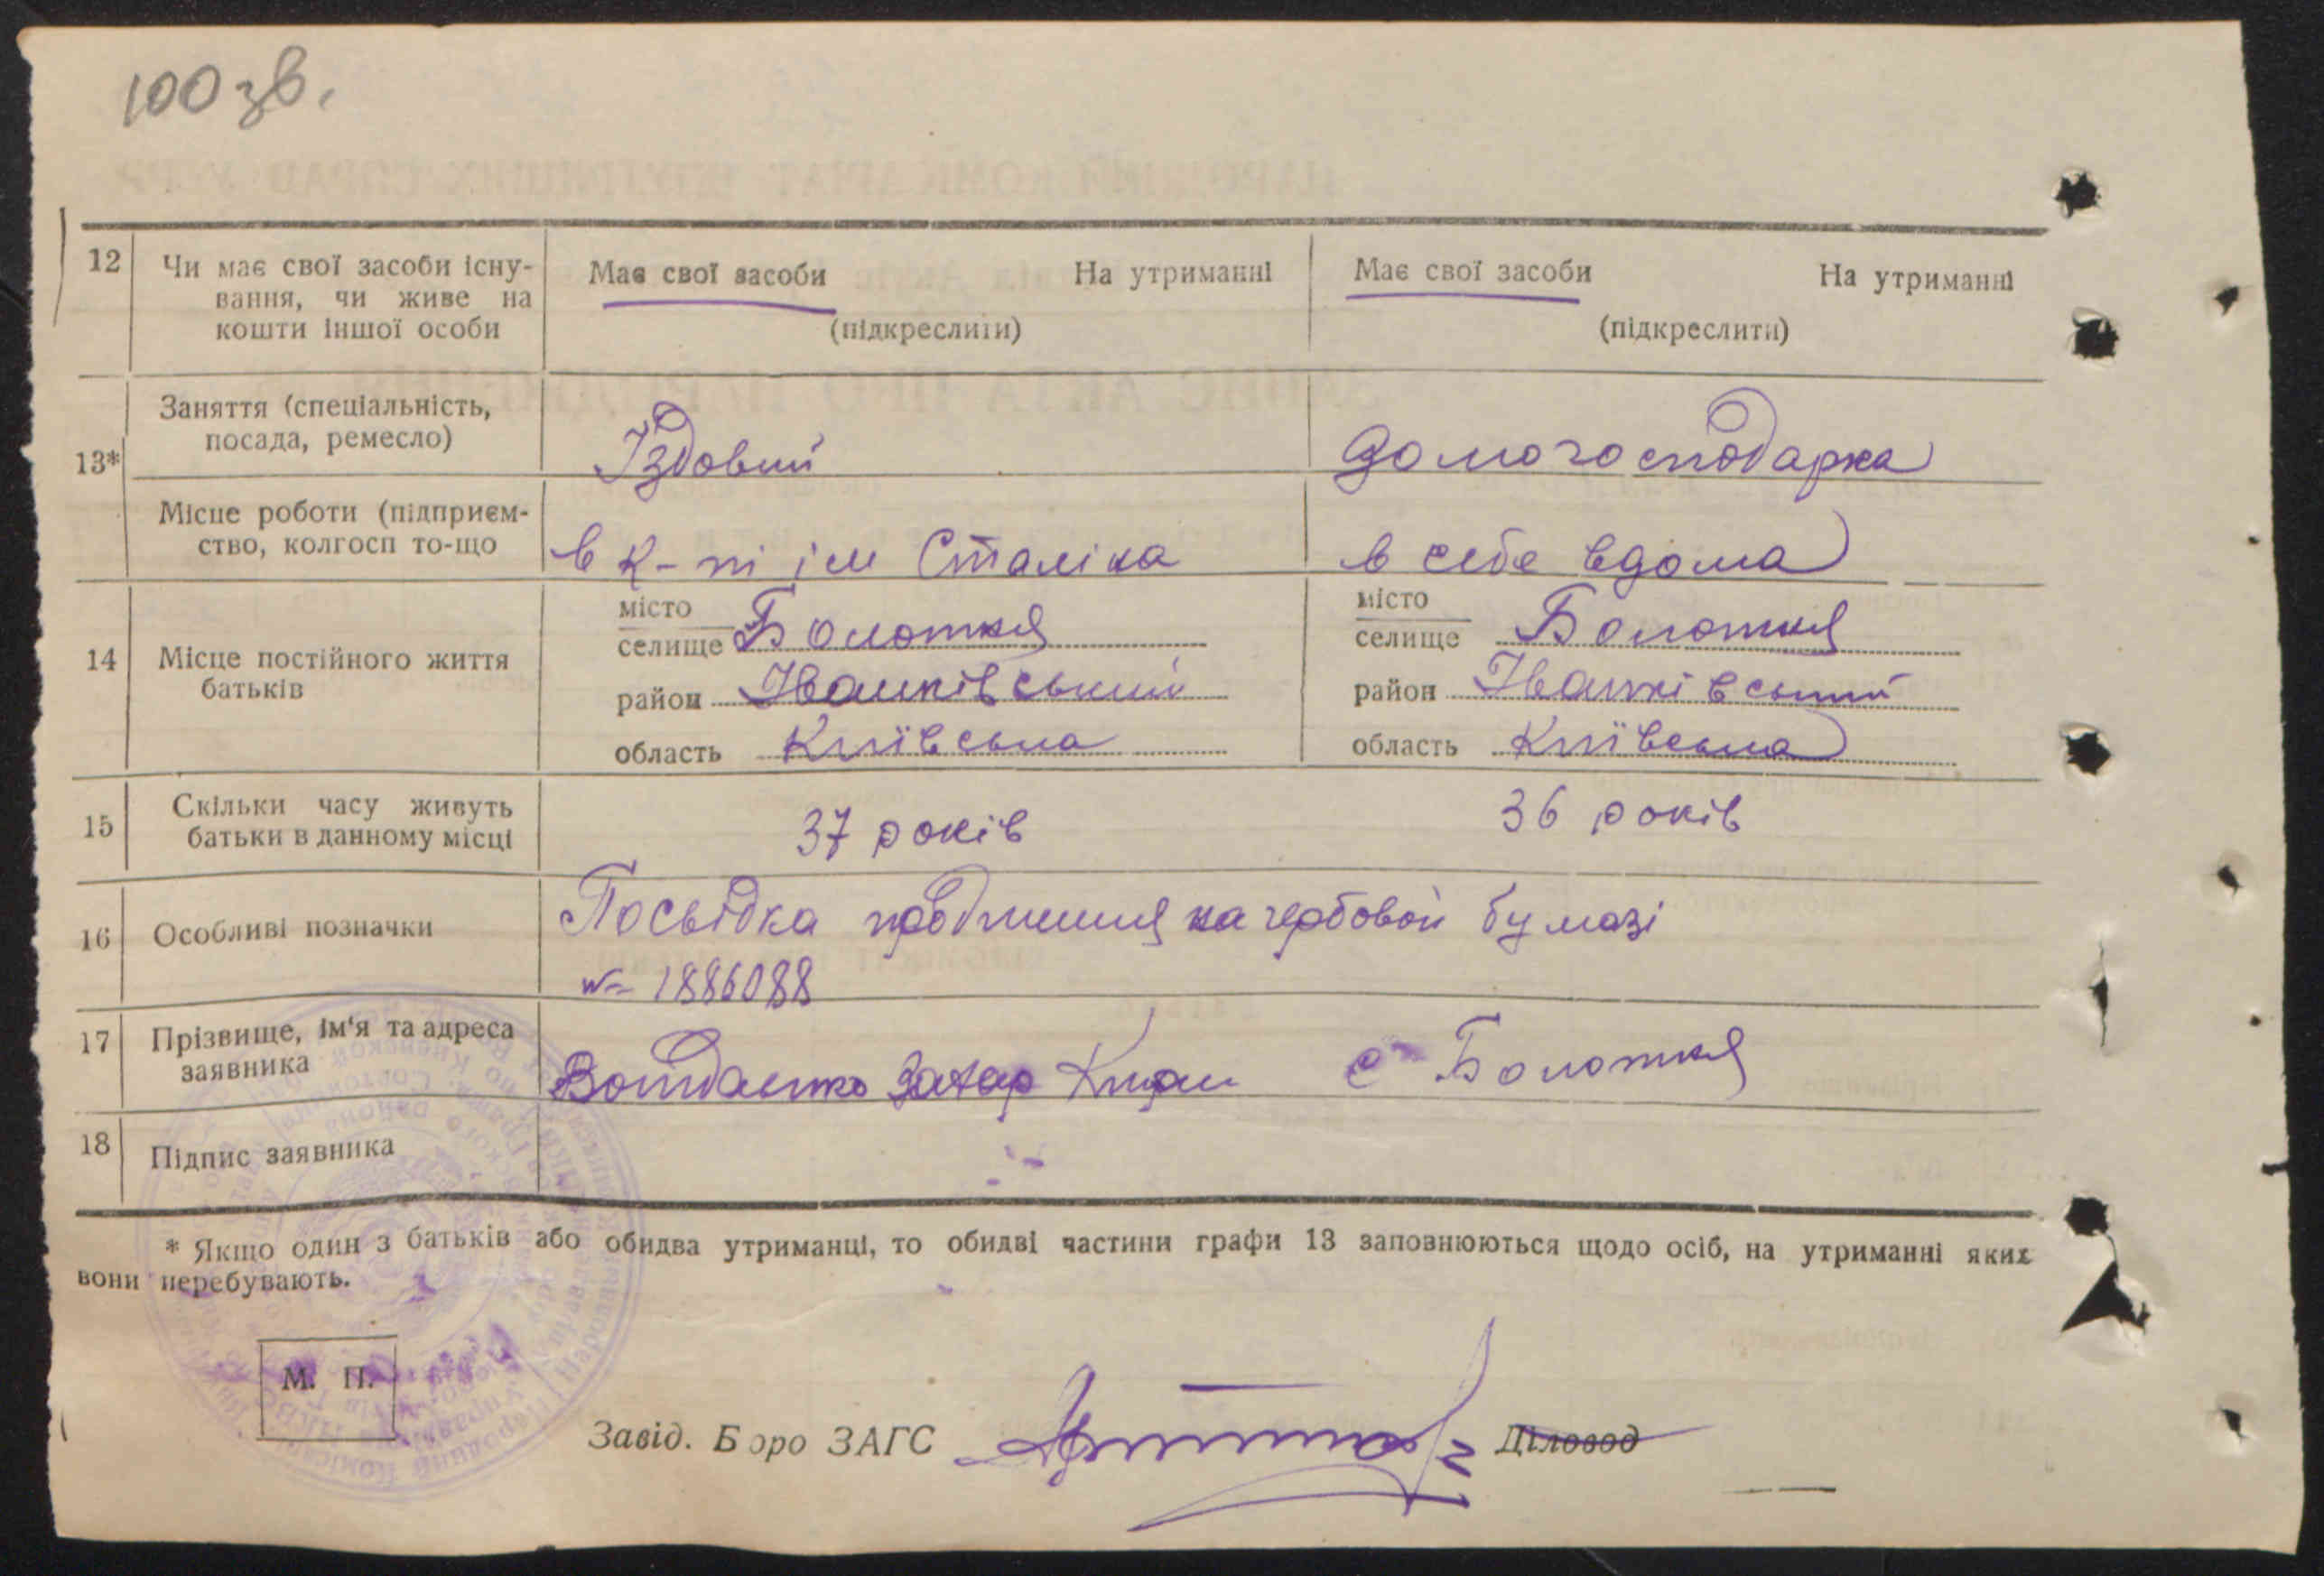 100 зв.
12 Чи має свої засоби існу-
вання, чи живе на
кошти іншої особи
Має свої засоби На утриманні
(підкреслити)
Має свої засоби На утриманні
(підкреслити)
13*
Заняття (спеціальність,
посада, ремесло)
Їздовий
домогосподарка
Місце роботи (підприєм-
ство, колгосп то-що
в к-пі ім Сталіна
в себе вдома
14 Місце постійного життя
батьків
місто
селище Болотня
район Іванківський
область Київська
місто
селище Болотня
район Іванківський
область Київська
15 Скільки часу живуть
батьки в данному місці
37 років
36 років
16 Особливі позначки
Посвідка на гербовой бумазі
№ 1886088
17 Прізвище, ім'я та адреса
заявника
Захар с Болотня
18 Підпис заявника
* Якщо один з батьків або обидва утриманці, то обидві частини графи 13 заповнюються щодо осіб, на утриманні яких
вони перебувають.
М. П.
Завід. Бюро ЗАГС Діловод